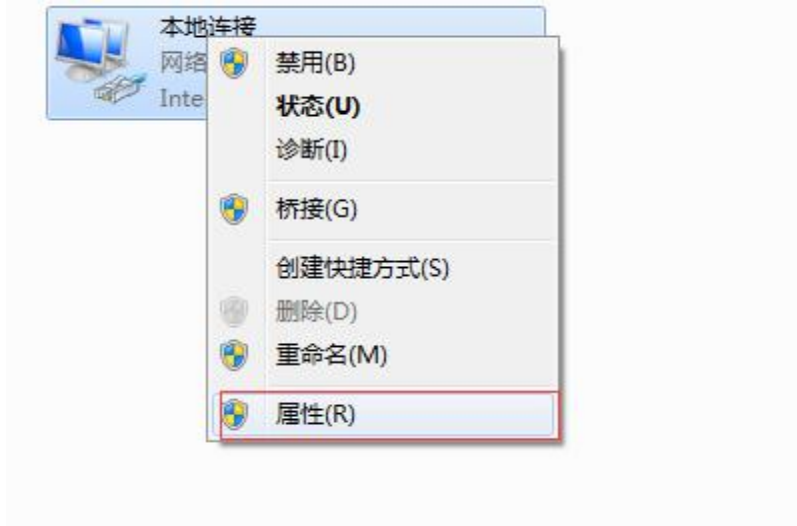 本地连接
网络
Inte
禁用(B)
状态(U)
诊断(I)
桥接(G)
创建快捷方式(S)
删除(D)
重命名(M)
属性(R)